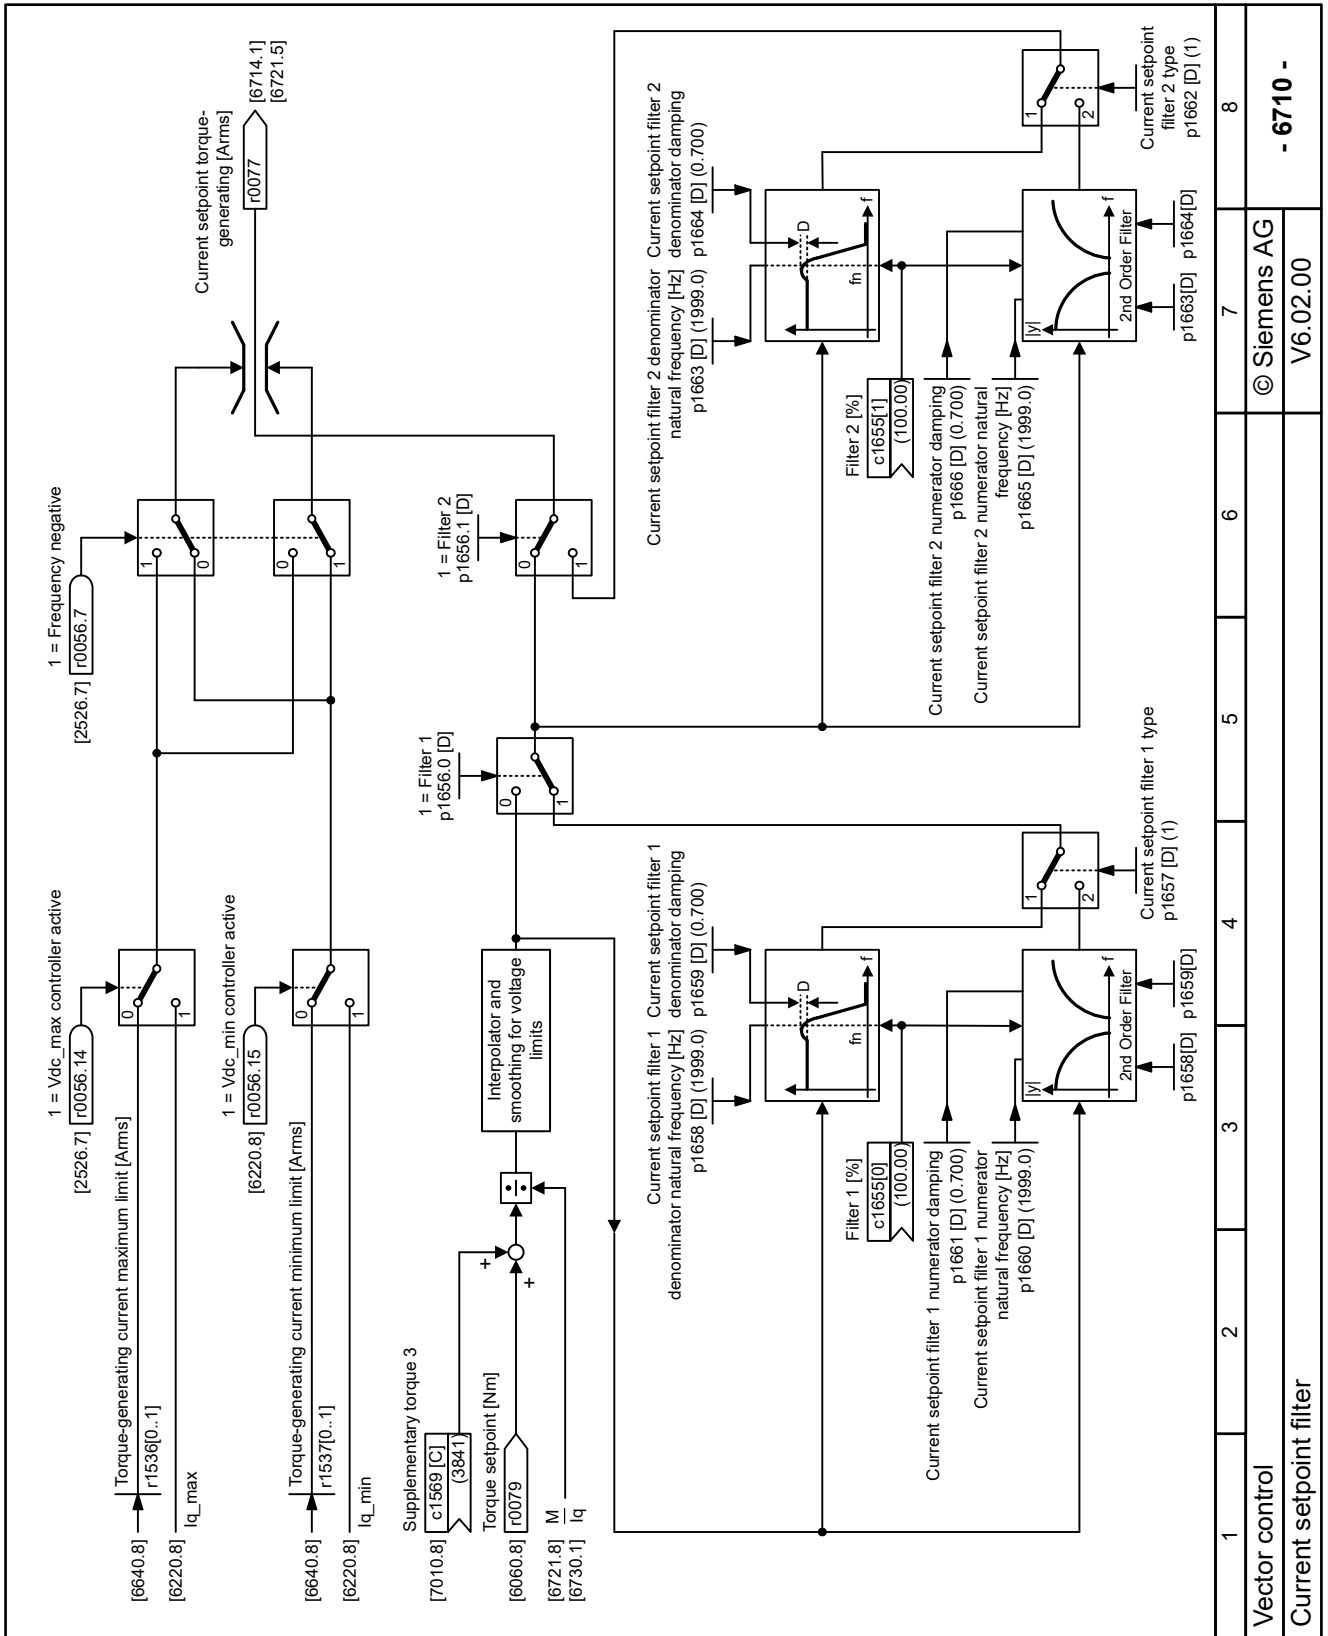 1 = Vdc_max controller active
[2526.7] r0056.14
Torque-generating current maximum limit [Arms]
[6640.8]
r1536[0..1]
0
1
[6220.8]
Iq_max
1 = Vdc_min controller active
[6220.8] r0056.15
Torque-generating current minimum limit [Arms]
[6640.8]
r1537[0..1]
0
1
[6220.8]
Iq_min
1 = Frequency negative
[2526.7] r0056.7
1
0
0
1
Current setpoint torque-
generating [Arms]
r0077
[6714.1]
[6721.5]
Supplementary torque 3
[7010.8]
c1569 [C]
(3841)
+
+
Torque setpoint [Nm]
[6060.8]
r0079
[6721.8]
[6730.1]
M
Iq
Interpolator and
smoothing for voltage
limits
1 = Filter 1
p1656.0 [D]
0
1
1 = Filter 2
p1656.1 [D]
0
1
Current setpoint filter 1
denominator natural frequency [Hz]
p1658 [D] (1999.0)
Current setpoint filter 1
denominator damping
p1659 [D] (0.700)
D
fn
f
Filter 1 [%]
c1655[0]
(100.00)
Current setpoint filter 1 numerator damping
p1661 [D] (0.700)
Current setpoint filter 1 numerator
natural frequency [Hz]
p1660 [D] (1999.0)
|y|
f
2nd Order Filter
p1658[D]
p1659[D]
1
2
Current setpoint filter 1 type
p1657 [D] (1)
Current setpoint filter 2 denominator
natural frequency [Hz]
p1663 [D] (1999.0)
Current setpoint filter 2
denominator damping
p1664 [D] (0.700)
D
fn
f
Filter 2 [%]
c1655[1]
(100.00)
Current setpoint filter 2 numerator damping
p1666 [D] (0.700)
Current setpoint filter 2 numerator natural
frequency [Hz]
p1665 [D] (1999.0)
|y|
f
2nd Order Filter
p1663[D]
p1664[D]
1
2
Current setpoint
filter 2 type
p1662 [D] (1)
1
2
3
4
5
6
7
8
Vector control
Current setpoint filter
© Siemens AG
V6.02.00
- 6710 -